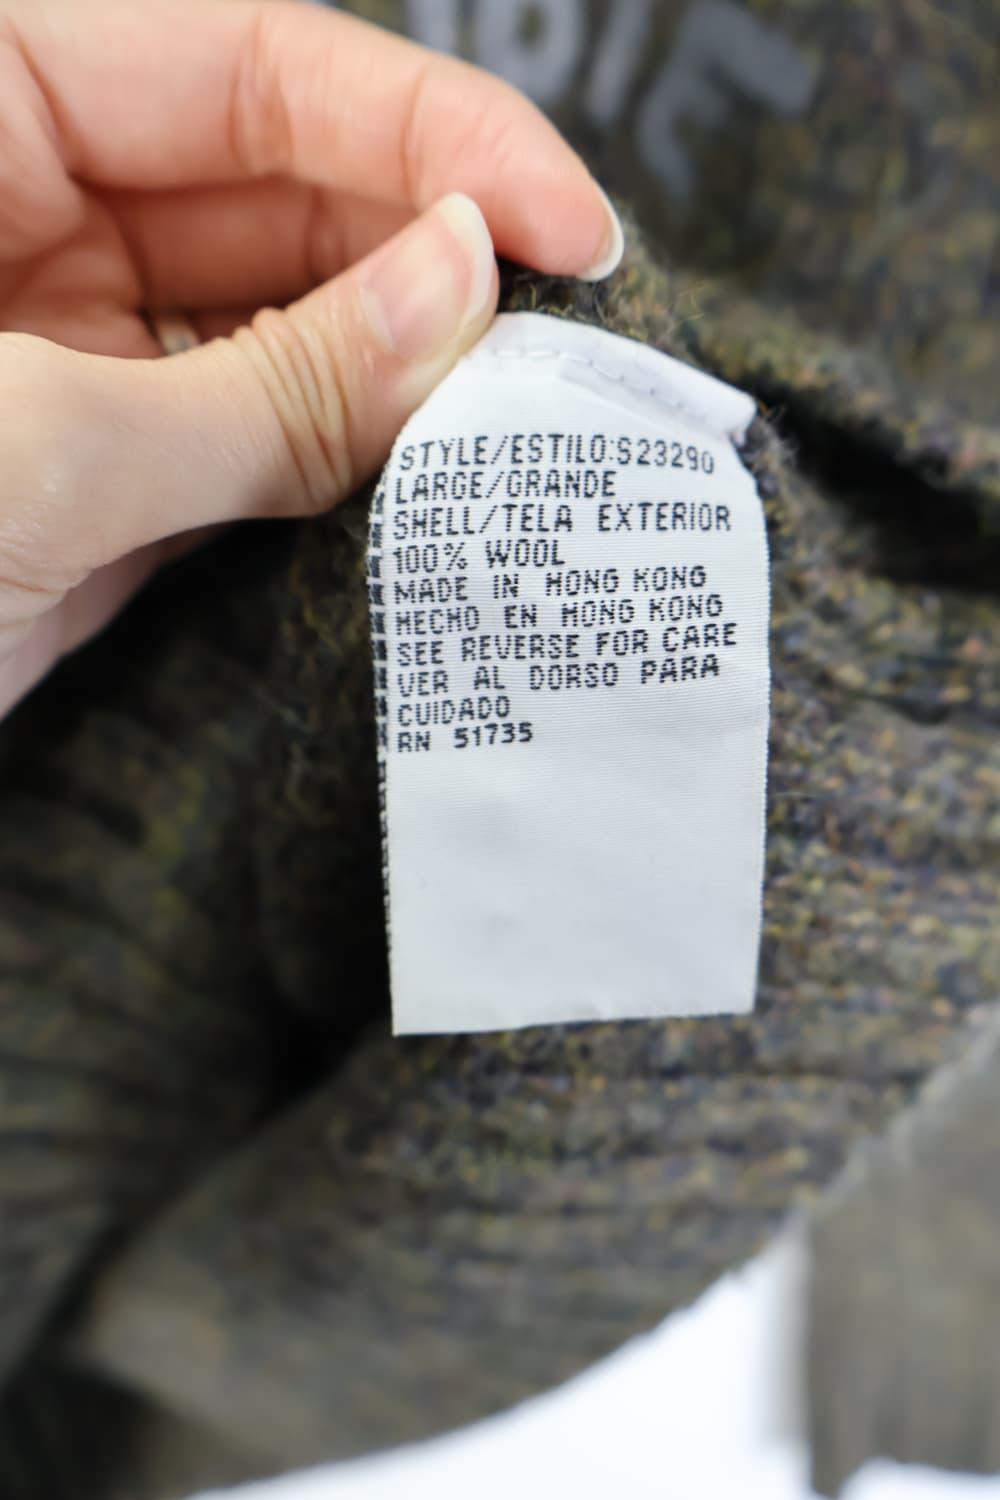 STYLE/ESTILO:S23290
LARGE/GRANDE
SHELL/TELA EXTERIOR
100% WOOL
MADE IN HONG KONG
HECHO EN HONG KONG
SEE REVERSE FOR CARE
VER AL DORSO PARA
CUIDADO
RN 51735